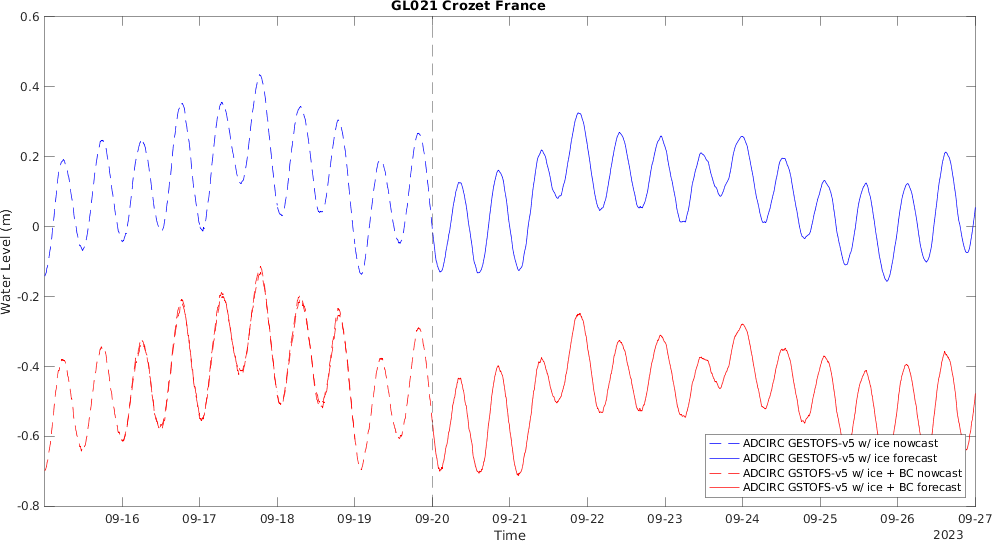 GL021 Crozet France
0.6
0.4
0.2
0
-0.2
-0.4
-0.6
-0.8
Water Level (m)
ADCIRC GESTOFS-v5 w/ ice nowcast
ADCIRC GESTOFS-v5 w/ ice forecast
ADCIRC GSTOFS-v5 w/ ice + BC nowcast
ADCIRC GSTOFS-v5 w/ ice + BC forecast
09-16 09-17 09-18 09-19 09-20 09-21 09-22 09-23 09-24 09-25 09-26 09-27
Time
2023